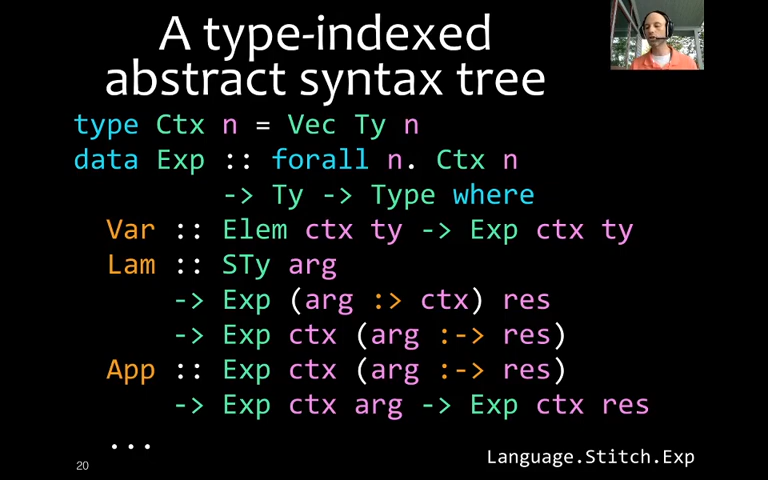 A type-indexed
abstract syntax tree
type Ctx n = Vec Ty n
data Exp :: forall n. Ctx n
-> Ty -> Type where
Var :: Elem ctx ty -> Exp ctx ty
Lam :: STy arg
-> Exp (arg :> ctx) res
-> Exp ctx (arg :-> res)
App :: Exp ctx (arg :-> res)
-> Exp ctx arg -> Exp ctx res
...
20
Language.Stitch.Exp